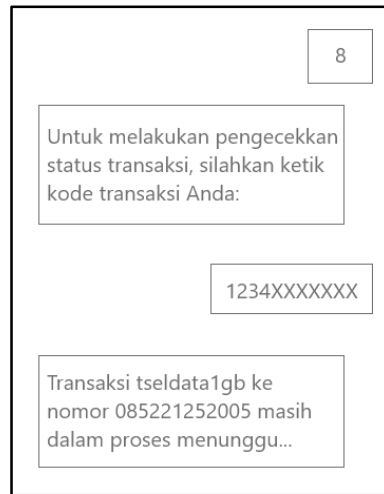 8
Untuk melakukan pengecekkan
status transaksi, silahkan ketik
kode transaksi Anda:
1234XXXXXXX
Transaksi tseldata1gb ke
nomor 085221252005 masih
dalam proses menunggu...